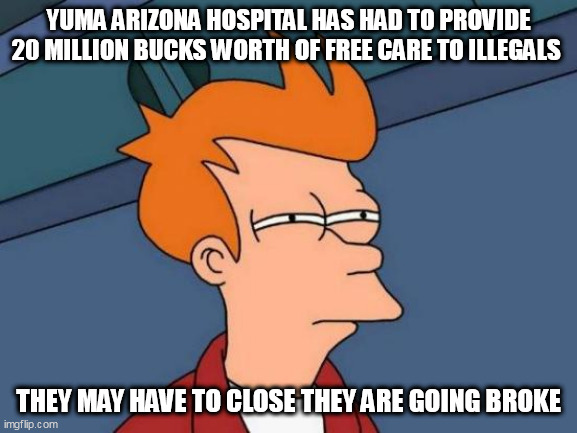 YUMA ARIZONA HOSPITAL HAS HAD TO PROVIDE
20 MILLION BUCKS WORTH OF FREE CARE TO ILLEGALS
THEY MAY HAVE TO CLOSE THEY ARE GOING BROKE
imgflip.com